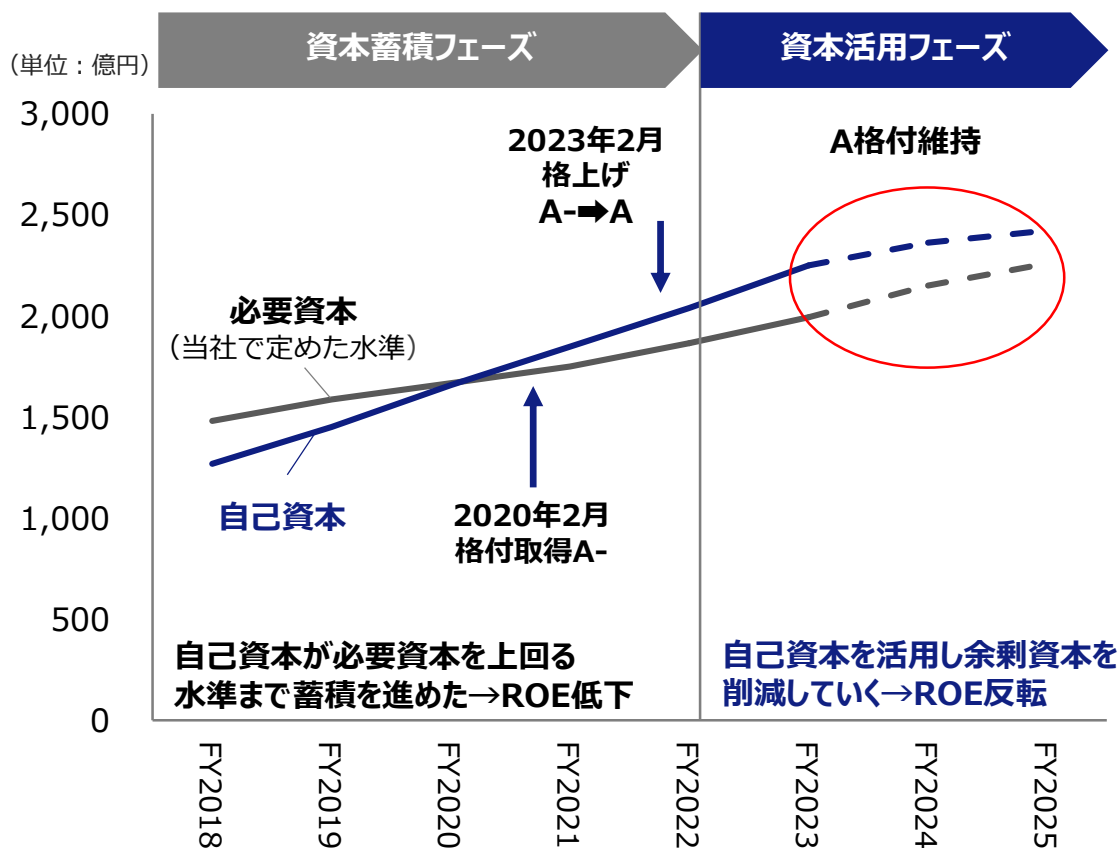 資本蓄積フェーズ
資本活用フェーズ
（単位：億円）
3,000
2,500
2,000
1,500
1,000
500
0
2023年2月
格上げ
A-➡A
A格付維持
必要資本
（当社で定めた水準）
自己資本
2020年2月
格付取得A-
自己資本が必要資本を上回る
水準まで蓄積を進めた→ROE低下
自己資本を活用し余剰資本を
削減していく→ROE反転
FY2018
FY2019
FY2020
FY2021
FY2022
FY2023
FY2024
FY2025